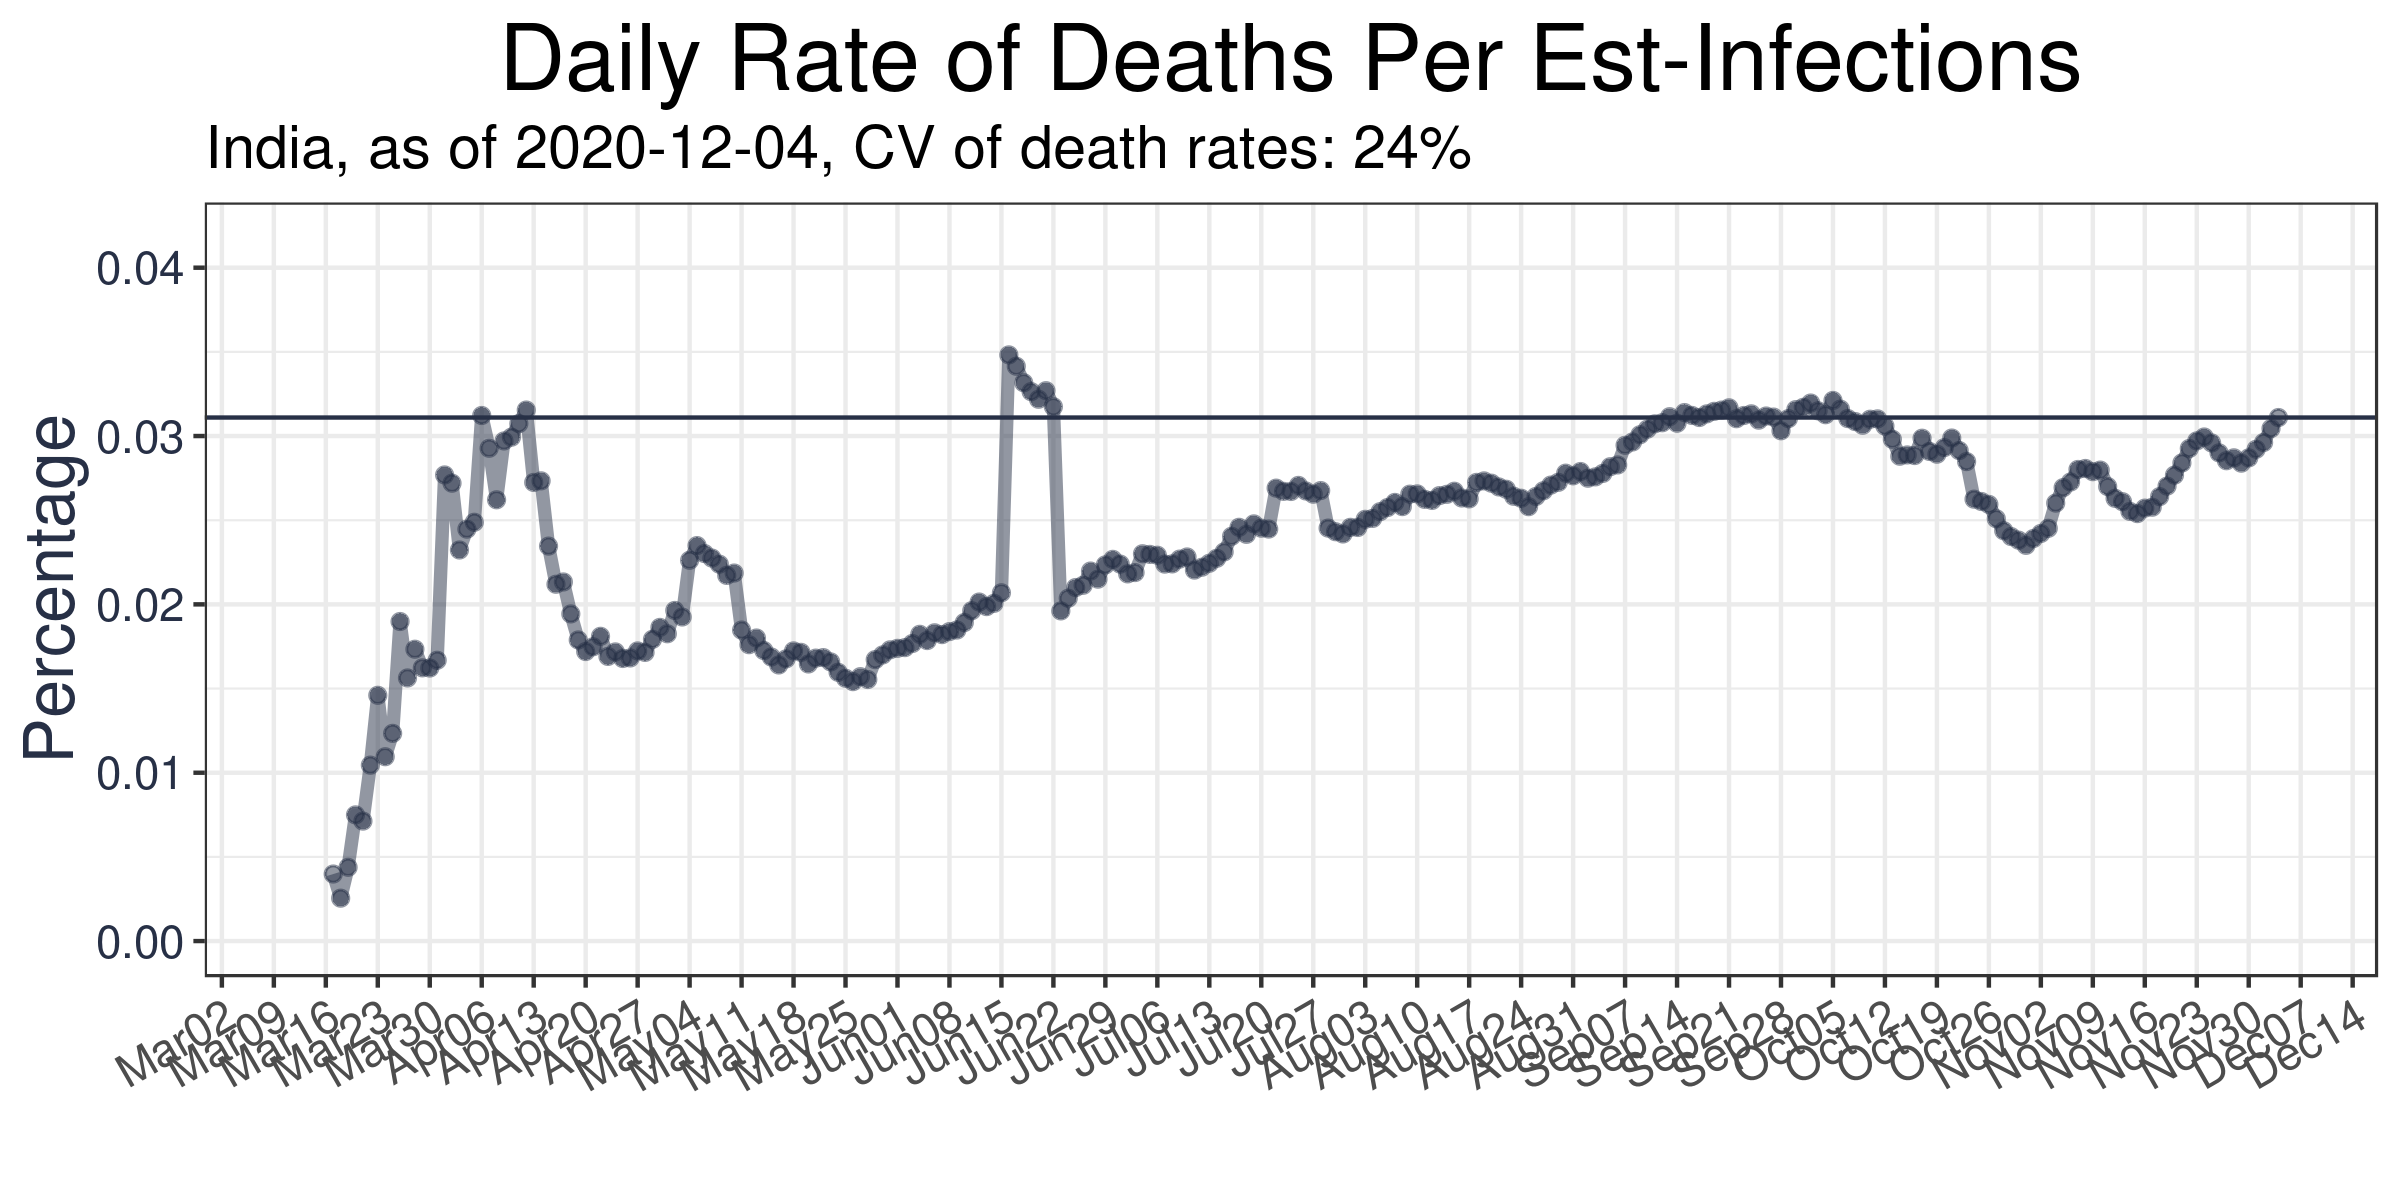 Daily Rate of Deaths Per Est-Infections
India, as of 2020-12-04, CV of death rates: 24%
Percentage
0.04
0.03
0.02
0.01
0.00
Mar02
Mar09
Mar16
Mar23
Mar30
Apr06
Apr13
Apr20
Apr27
May04
May11
May18
May25
Jun01
Jun08
Jun15
Jun22
Jun29
Jul06
Jul13
Jul20
Jul27
Aug03
Aug10
Aug17
Aug24
Aug31
Sep07
Sep14
Sep21
Sep28
Oct05
Oct12
Oct19
Oct26
Nov02
Nov09
Nov16
Nov23
Nov30
Dec07
Dec14